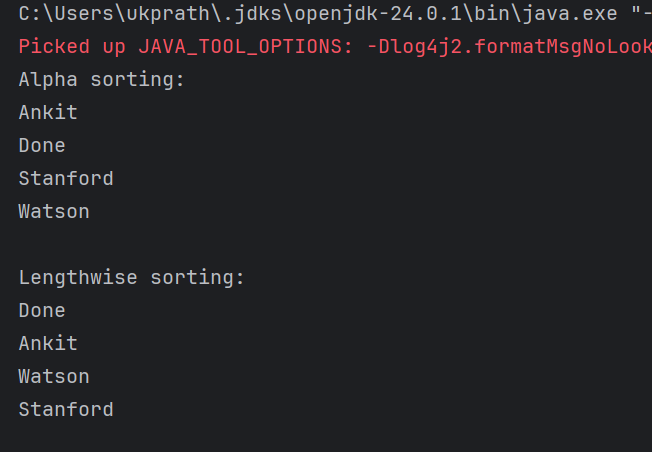 C:\Users\ukprath\.jdks\openjdk-24.0.1\bin\java.exe "-
Picked up JAVA_TOOL_OPTIONS: -Dlog4j2.formatMsgNoLook
Alpha sorting:
Ankit
Done
Stanford
Watson
Lengthwise sorting:
Done
Ankit
Watson
Stanford